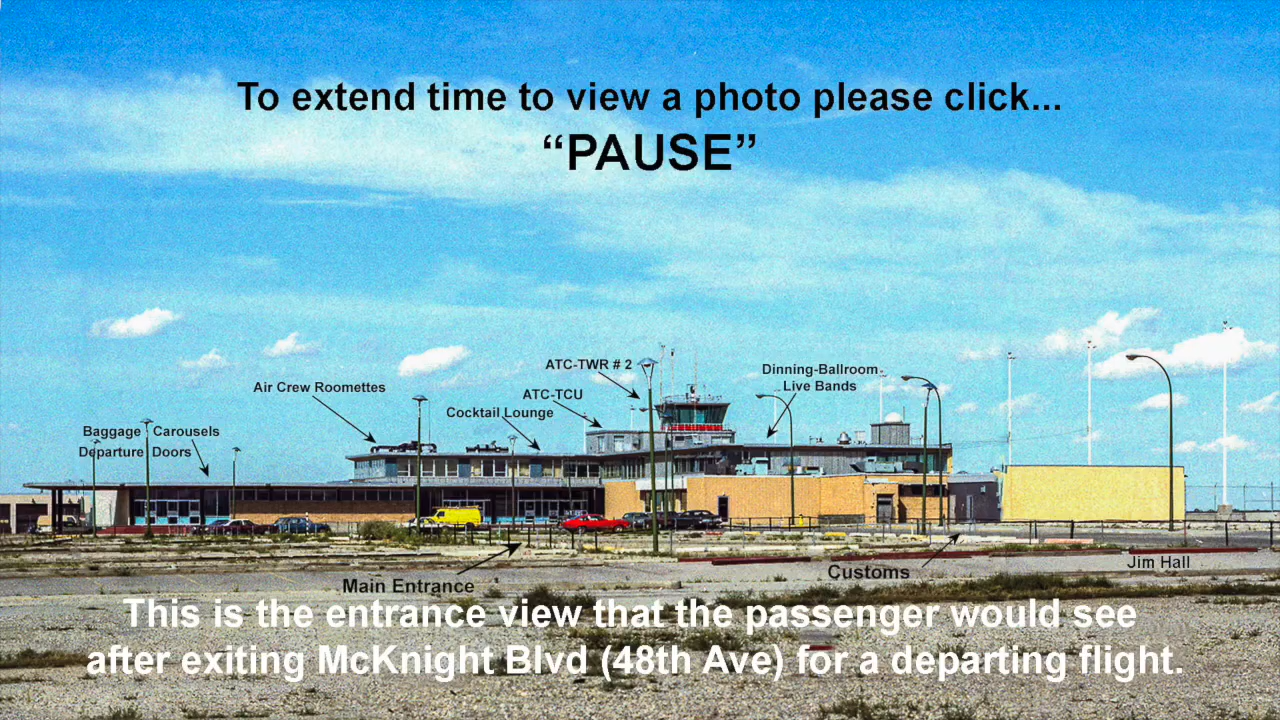 To extend time to view a photo please click...
“PAUSE”
ATC-TWR # 2
Dinning-Ballroom
Live Bands
Air Crew Roomettes
ATC-TCU
Cocktail Lounge
Baggage Carousels
Departure Doors
Main Entrance
Customs
Jim Hall
This is the entrance view that the passenger would see
after exiting McKnight Blvd (48th Ave) for a departing flight.